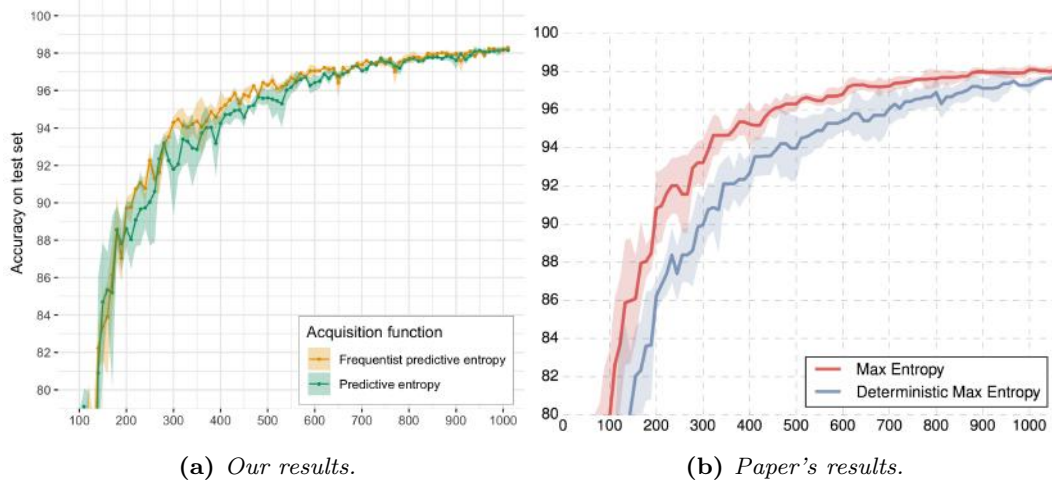 100
98
96
94
92
90
88
86
84
82
80
Accuracy on test set
Acquisition function
Frequentist predictive entropy
Predictive entropy
100 200 300 400 500 600 700 800 900 1000
(a) Our results.
100
98
96
94
92
90
88
86
84
82
80
Max Entropy
Deterministic Max Entropy
0 100 200 300 400 500 600 700 800 900 1000
(b) Paper's results.